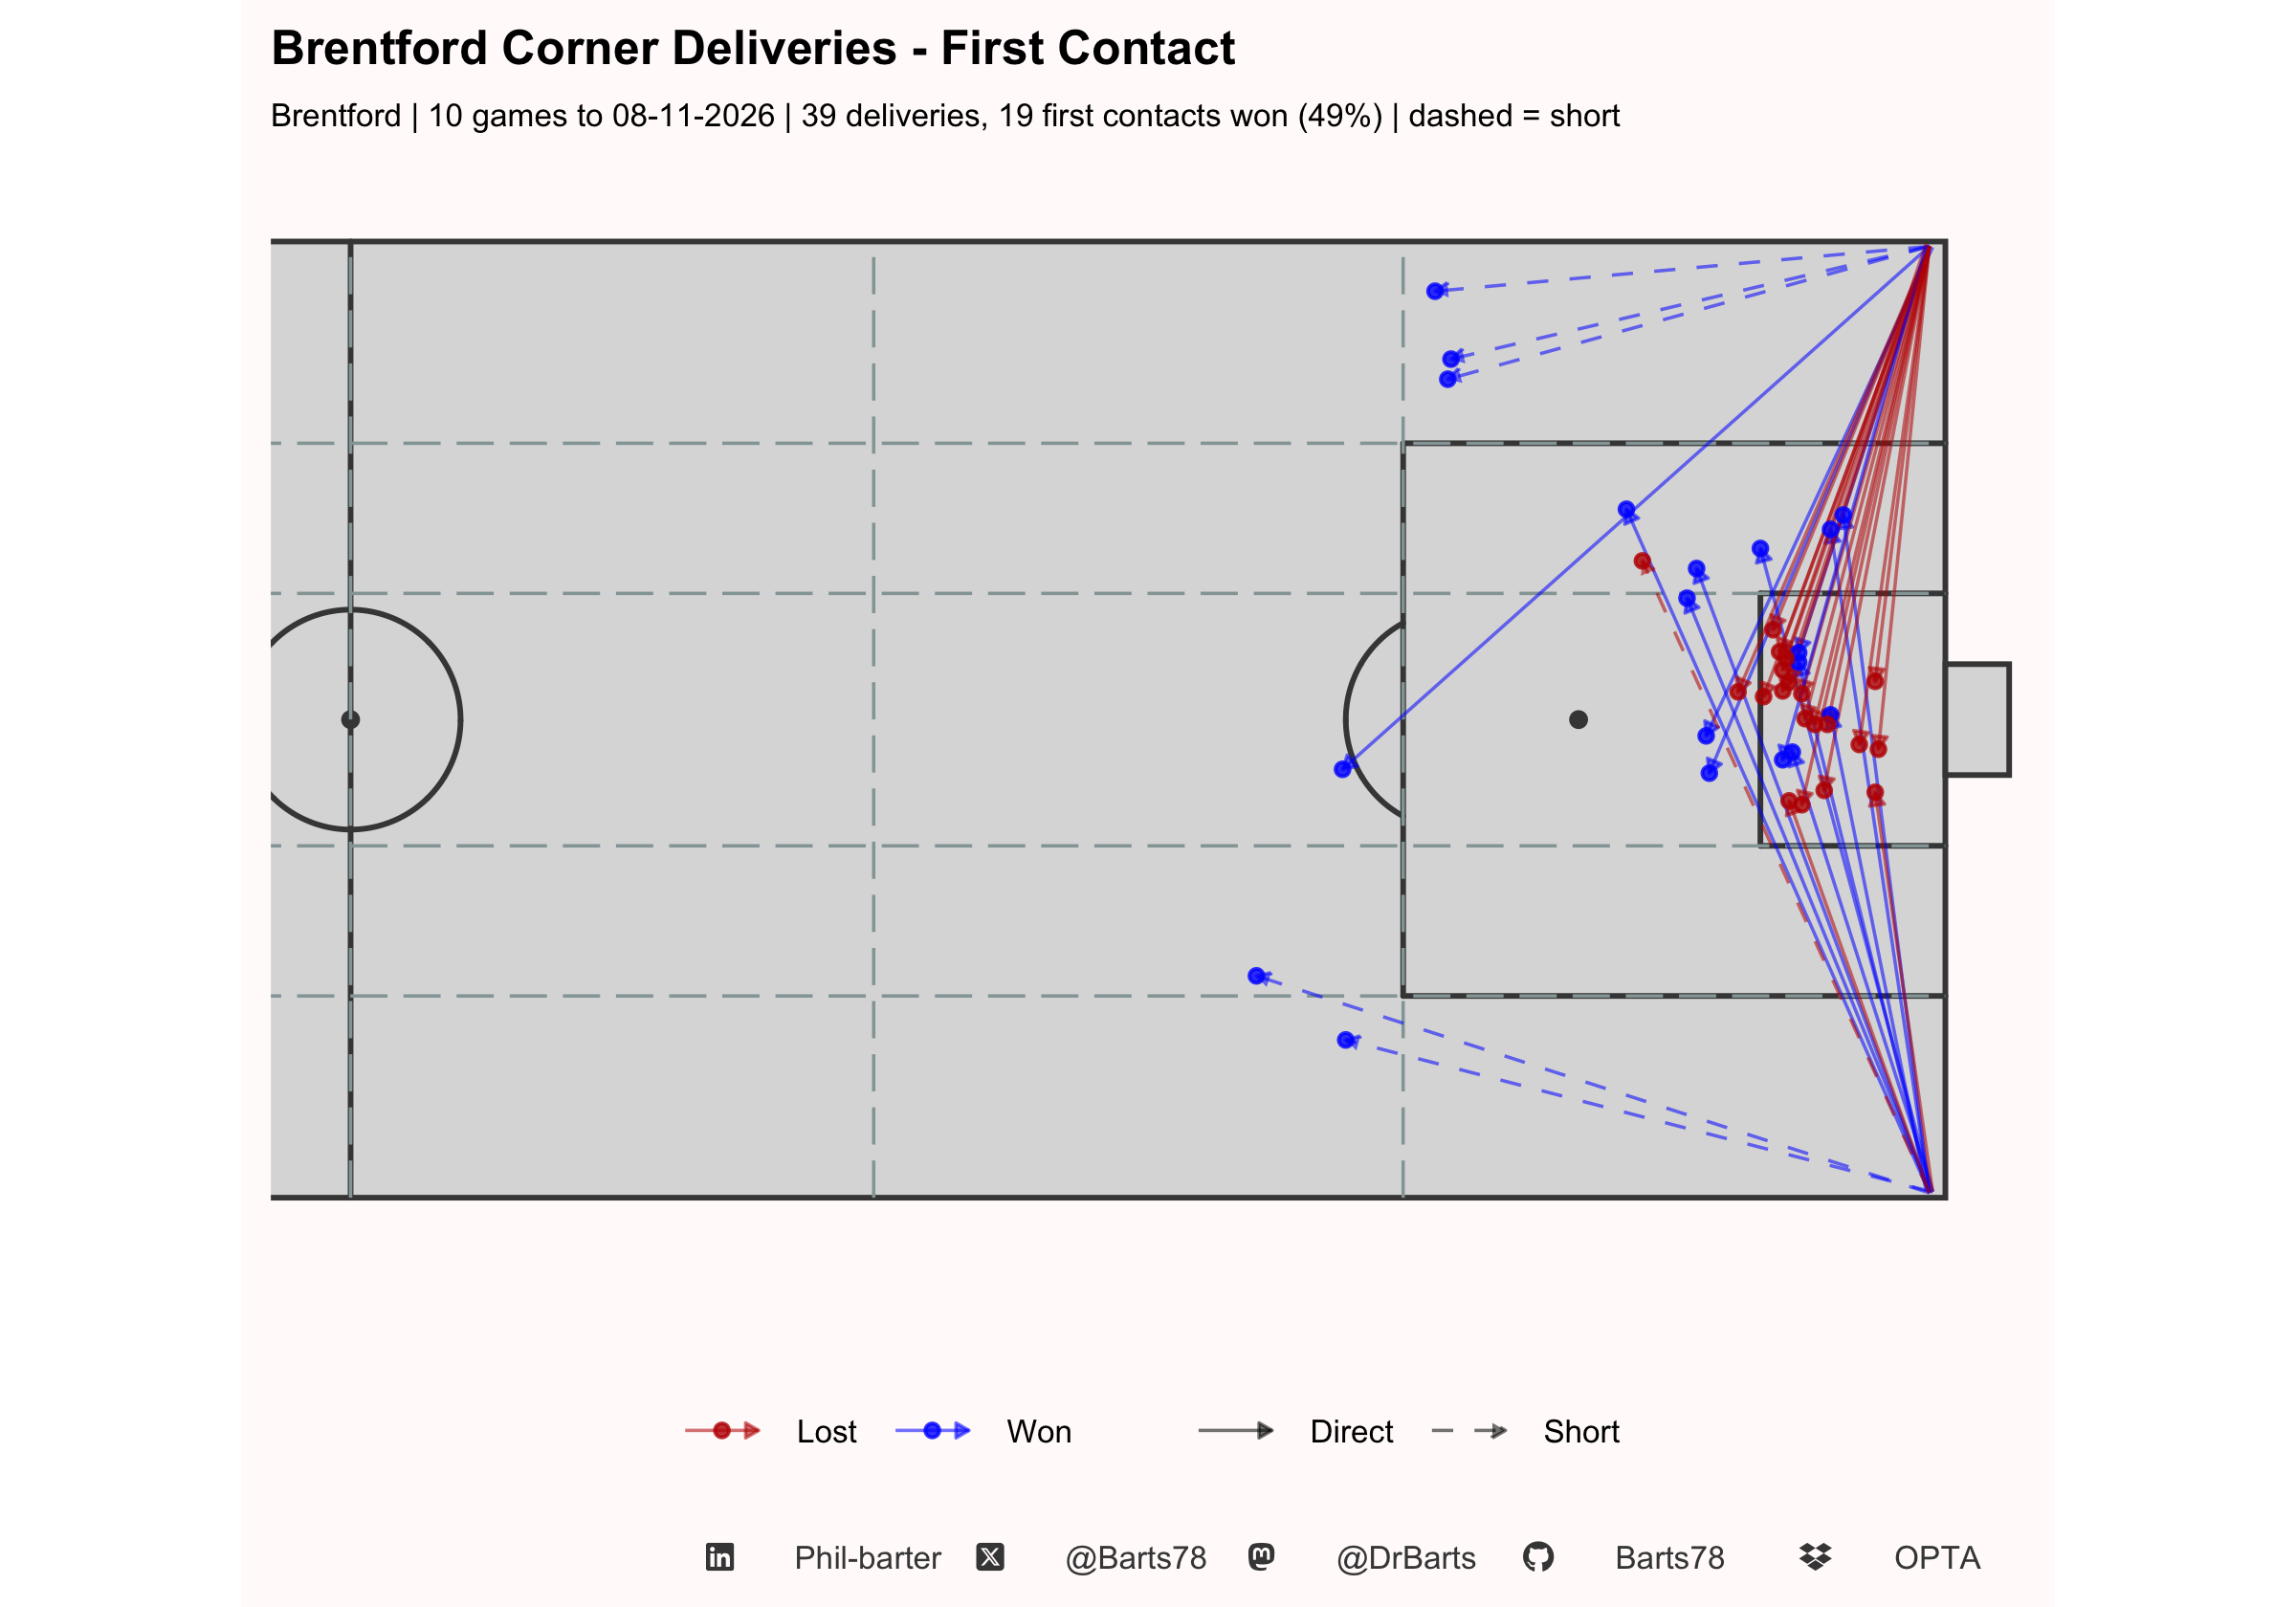 Brentford Corner Deliveries - First Contact
Brentford | 10 games to 08-11-2026 | 39 deliveries, 19 first contacts won (49%) | dashed = short
Lost Won Direct Short
Phil-barter @Barts78 @DrBarts Barts78 OPTA